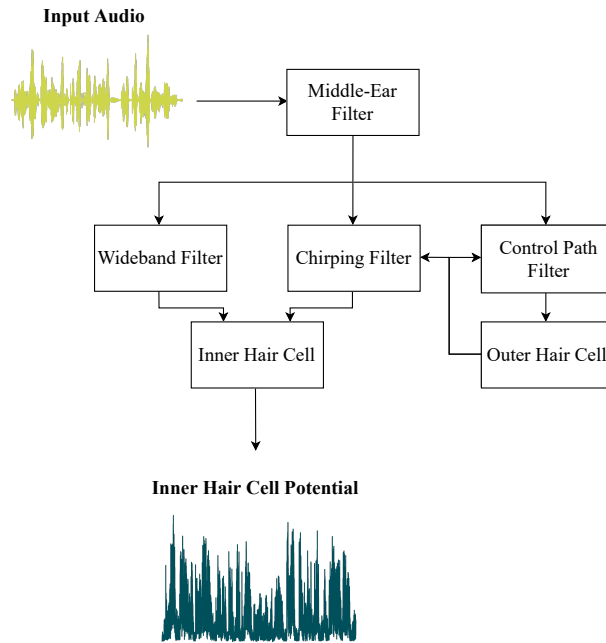 Input Audio
Middle-Ear
Filter
Wideband Filter
Chirping Filter
Control Path
Filter
Inner Hair Cell
Outer Hair Cell
Inner Hair Cell Potential